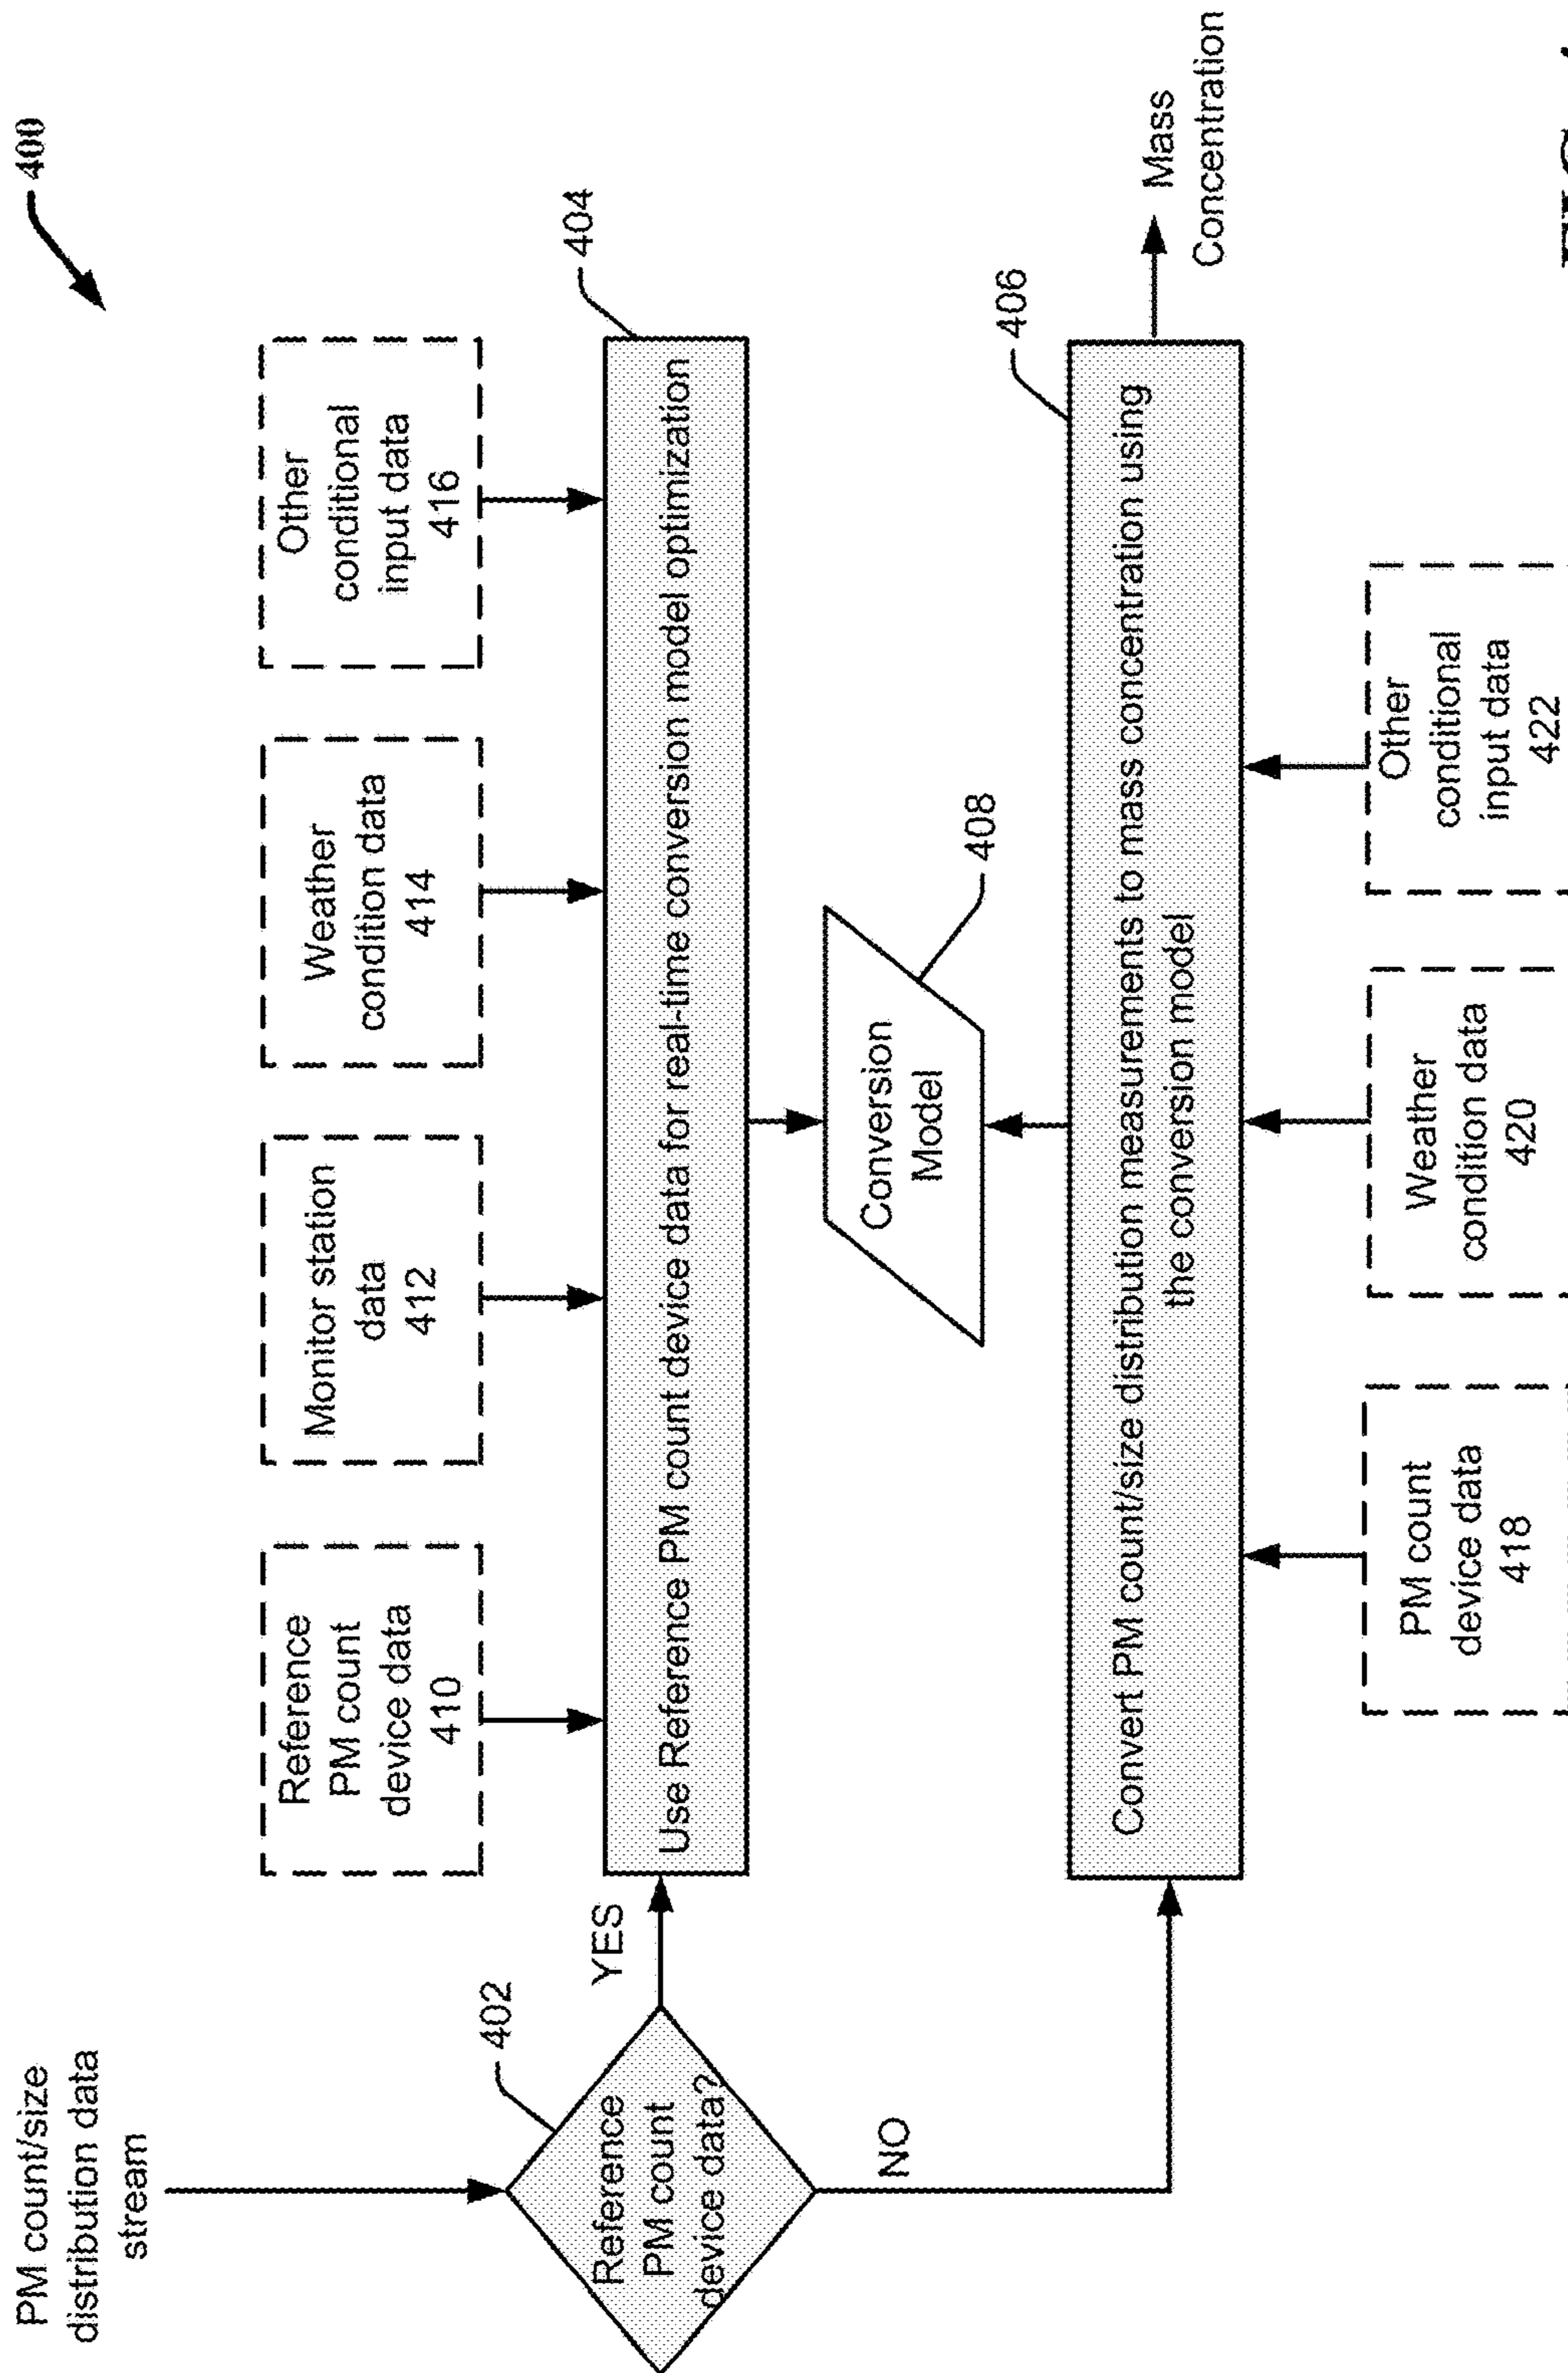 400
PM count/size
distribution data
stream
402
Reference
PM count
device data?
YES
NO
Reference
PM count
device data
410
Monitor station
data
412
Weather
condition data
414
Other
conditional
input data
416
404
Use Reference PM count device data for real-time conversion model optimization
Conversion
Model
408
406
Convert PM count/size distribution measurements to mass concentration using
the conversion model
Mass
Concentration
PM count
device data
418
Weather
condition data
420
Other
conditional
input data
422